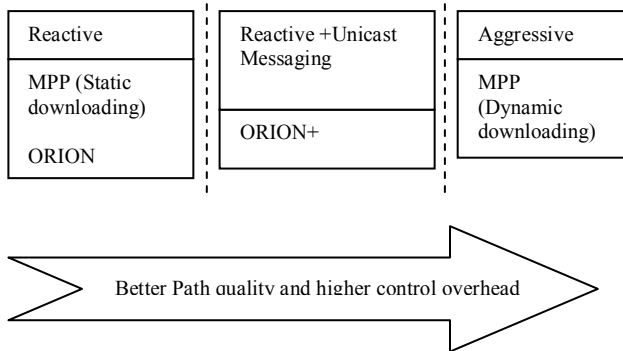 Reactive
MPP (Static
downloading)
ORION
Reactive +Unicast
Messaging
ORION+
Aggressive
MPP
(Dynamic
downloading)
Better Path quality and higher control overhead